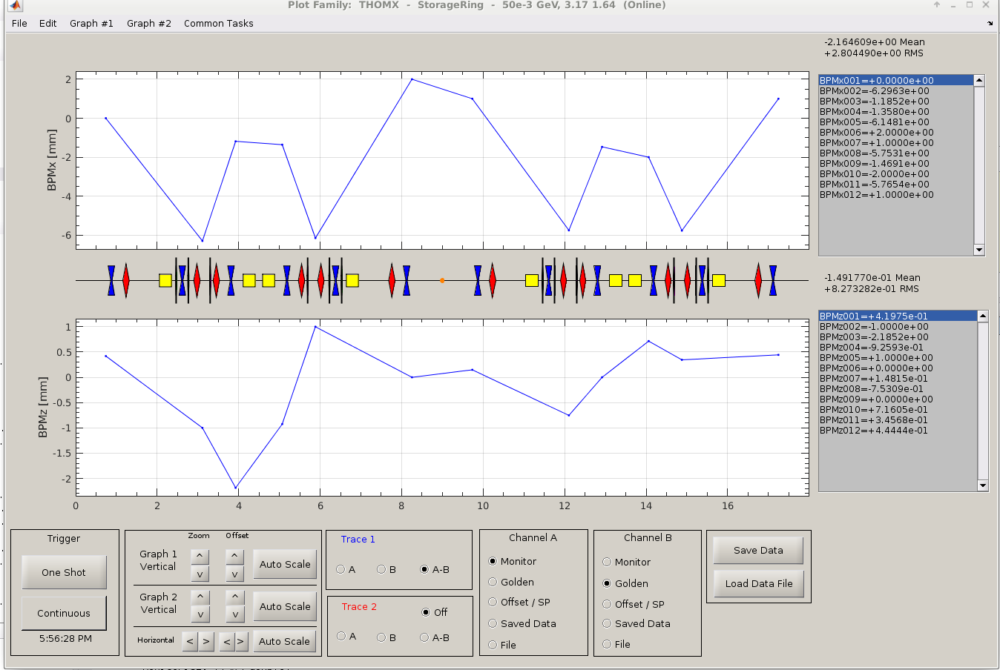 Plot Family:  THOMX  -  StorageRing  -  50e-3 GeV, 3.17 1.64  (Online)
File Edit Graph #1 Graph #2 Common Tasks
-2.164609e+00 Mean
+2.804490e+00 RMS
2
0
-2
-4
-6
BPMx [mm]
BPMx001=+0.0000e+00
BPMx002=-6.2963e+00
BPMx003=-1.1852e+00
BPMx004=-1.3580e+00
BPMx005=-6.1481e+00
BPMx006=+2.0000e+00
BPMx007=+1.0000e+00
BPMx008=-5.7531e+00
BPMx009=-1.4691e+00
BPMx010=-2.0000e+00
BPMx011=-5.7654e+00
BPMx012=+1.0000e+00
-1.491770e-01 Mean
+8.273282e-01 RMS
1
0.5
0
-0.5
-1
-1.5
-2
BPMz [mm]
0 2 4 6 8 10 12 14 16
BPMz001=+4.1975e-01
BPMz002=-1.0000e+00
BPMz003=-2.1852e+00
BPMz004=-9.2593e-01
BPMz005=+1.0000e+00
BPMz006=+0.0000e+00
BPMz007=+1.4815e-01
BPMz008=-7.5309e-01
BPMz009=+0.0000e+00
BPMz010=+7.1605e-01
BPMz011=+3.4568e-01
BPMz012=+4.4444e-01
Trigger
One Shot
Continuous
5:56:28 PM
Zoom Offset
Graph 1
Vertical
^ ^
v v
Auto Scale
Graph 2
Vertical
^ ^
v v
Auto Scale
Horizontal < > < > Auto Scale
Trace 1
A B A-B
Trace 2
Off
A B A-B
Channel A
Monitor
Golden
Offset / SP
Saved Data
File
Channel B
Monitor
Golden
Offset / SP
Saved Data
File
Save Data
Load Data File